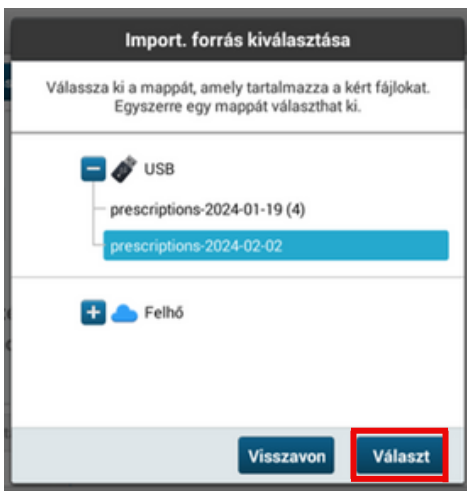 Import. forrás kiválasztása
Válassza ki a mappát, amely tartalmazza a kért fájlokat.
Egyszerre egy mappát választhat ki.
USB
prescriptions-2024-01-19 (4)
prescriptions-2024-02-02
Felhő
Visszavon Választ